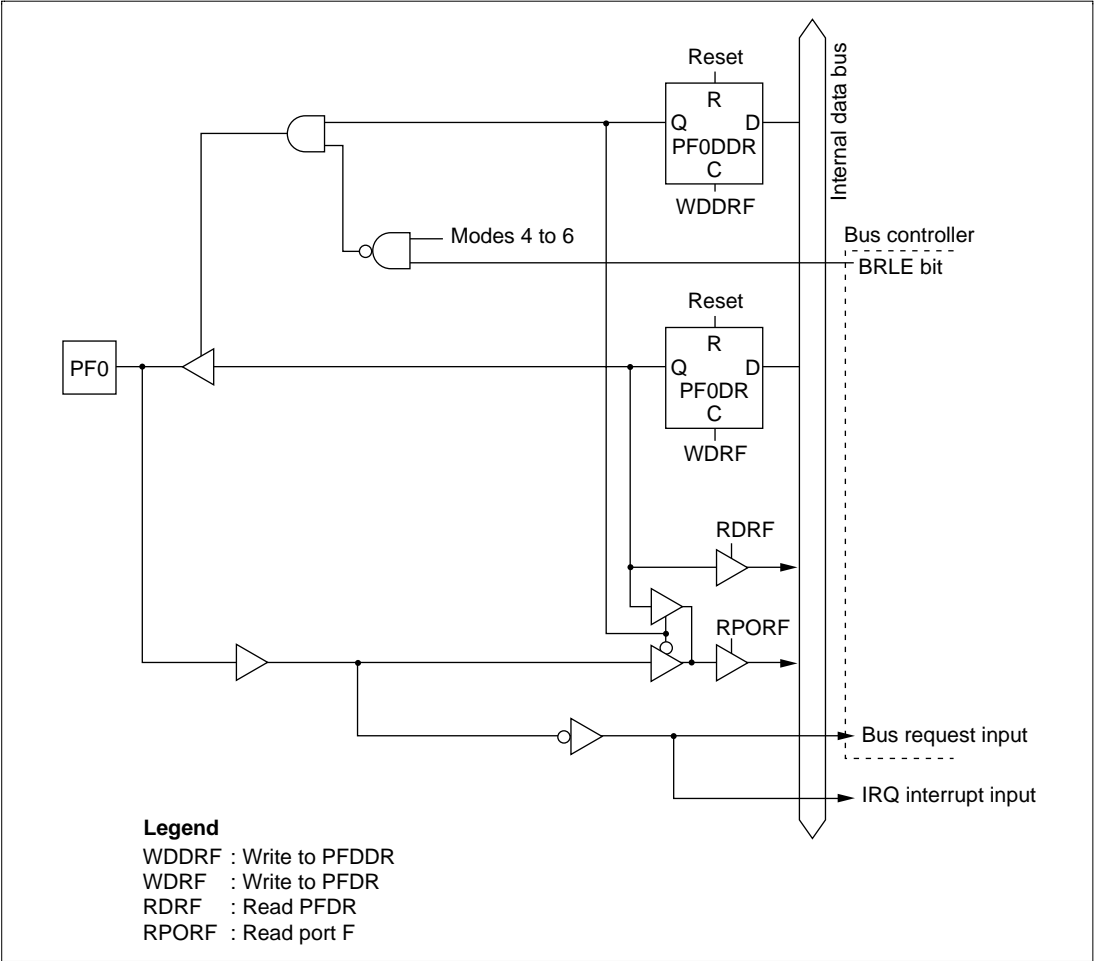 Reset
R
Q D
PF0DDR
C
WDDRF
Internal data bus
Modes 4 to 6
Bus controller
BRLE bit
Reset
R
PF0
Q D
PF0DR
C
WDRF
RDRF
RPORF
Bus request input
IRQ interrupt input
Legend
WDDRF : Write to PFDDR
WDRF : Write to PFDR
RDRF : Read PFDR
RPORF : Read port F